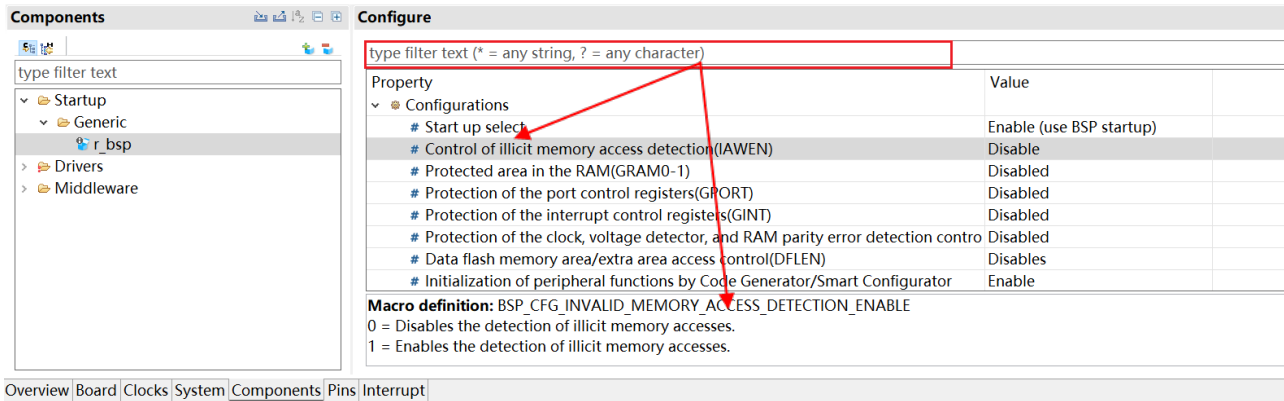 Components
Configure
type filter text (* = any string, ? = any character)
type filter text
Property Value
Startup
Configurations
Generic
# Start up select Enable (use BSP startup)
r_bsp
# Control of illicit memory access detection(IAWEN) Disable
Drivers
# Protected area in the RAM(GRAM0-1) Disabled
Middleware
# Protection of the port control registers(GPORT) Disabled
# Protection of the interrupt control registers(GINT) Disabled
# Protection of the clock, voltage detector, and RAM parity error detection contro Disabled
# Data flash memory area/extra area access control(DFLEN) Disables
# Initialization of peripheral functions by Code Generator/Smart Configurator Enable
Macro definition: BSP_CFG_INVALID_MEMORY_ACCESS_DETECTION_ENABLE
0 = Disables the detection of illicit memory accesses.
1 = Enables the detection of illicit memory accesses.
Overview Board Clocks System Components Pins Interrupt